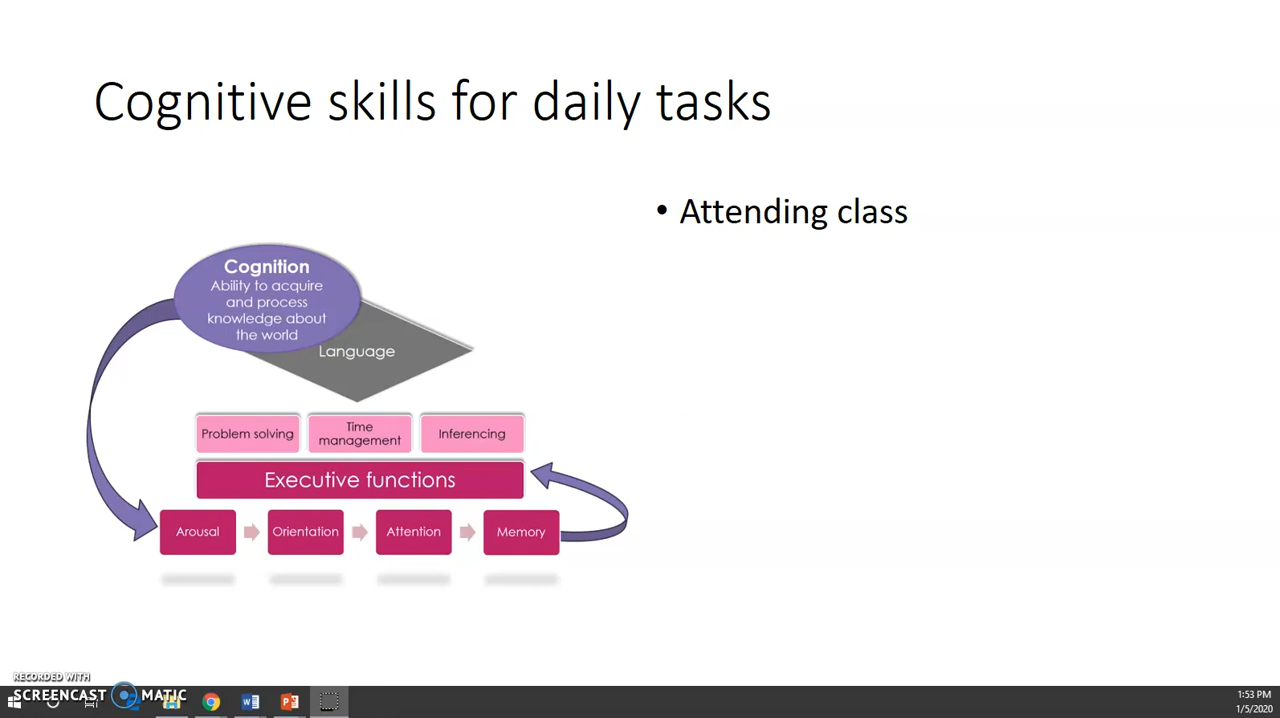 Cognitive skills for daily tasks
• Attending class
Cognition
Ability to acquire
and process
knowledge about
the world
Language
Problem solving
Time
management
Inferencing
Executive functions
Arousal
Orientation
Attention
Memory
RECORDED WITH
SCREENCAST MATIC
1:53 PM
1/5/2020